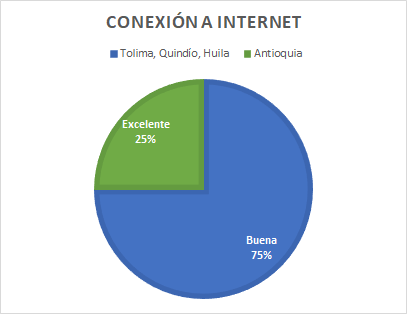 CONEXIÓN A INTERNET
Tolima, Quindío, Huila Antioquia
Excelente
25%
Buena
75%